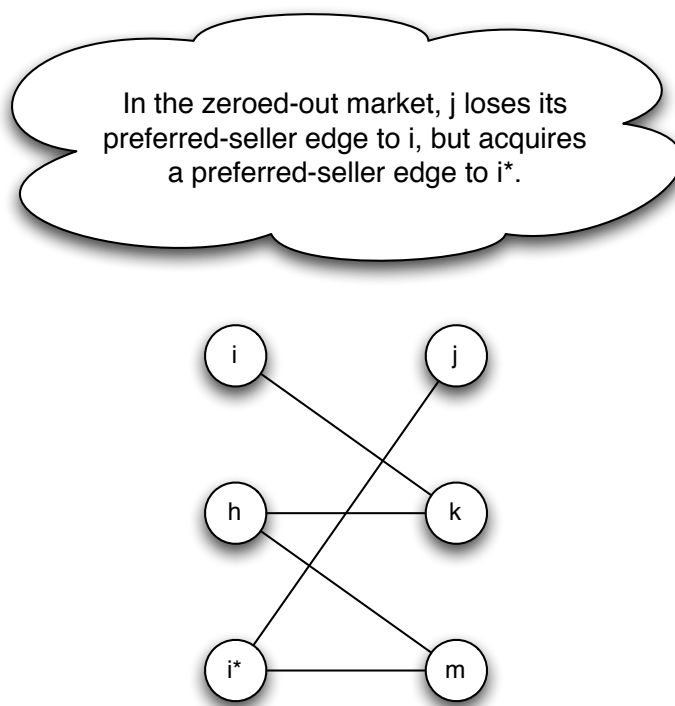 In the zeroed-out market, j loses its
preferred-seller edge to i, but acquires
a preferred-seller edge to i*.
i
j
h
k
i*
m